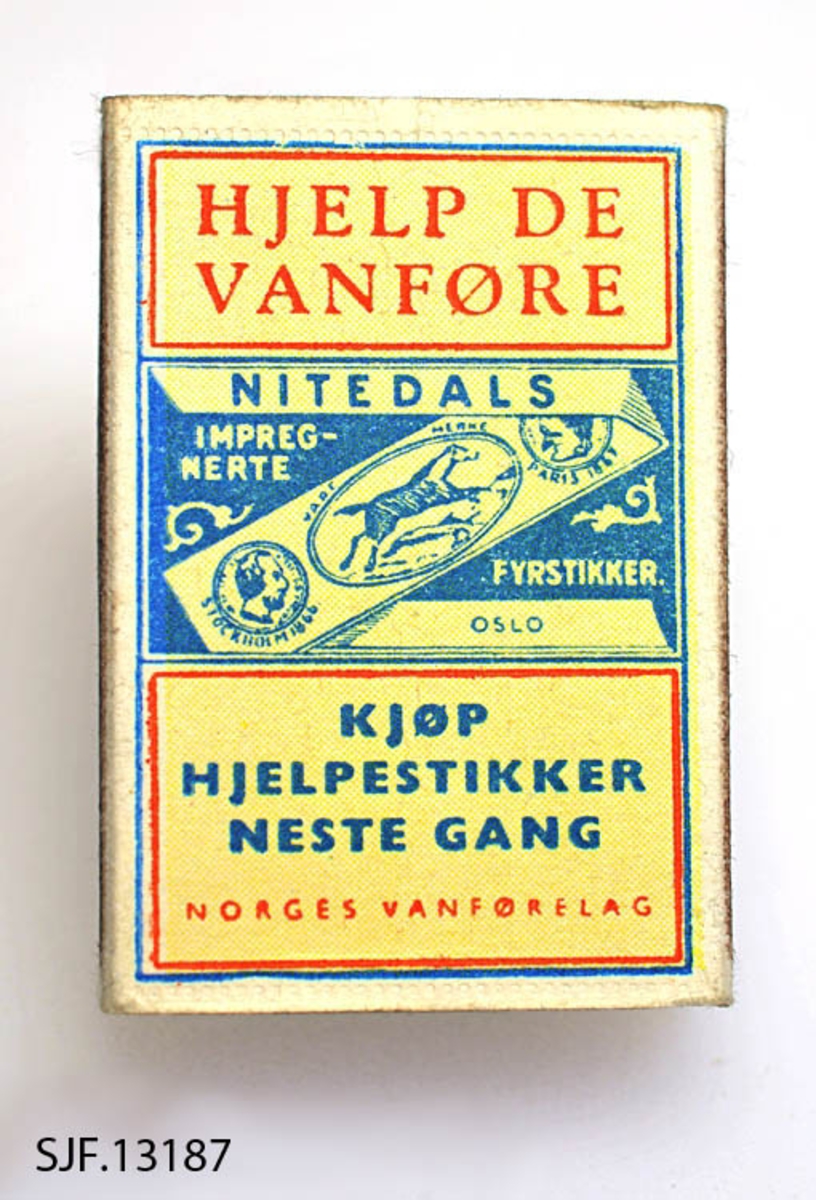 HJELP DE
VANFØRE
NITEDALS
IMPREG-
NERTE
VART MERKE
PARIS 1867
STOCKHOLM 1866
FYRSTIKKER.
OSLO
KJØP
HJELPESTIKKER
NESTE GANG
NORGES VANFØRELAG
SJF.13187